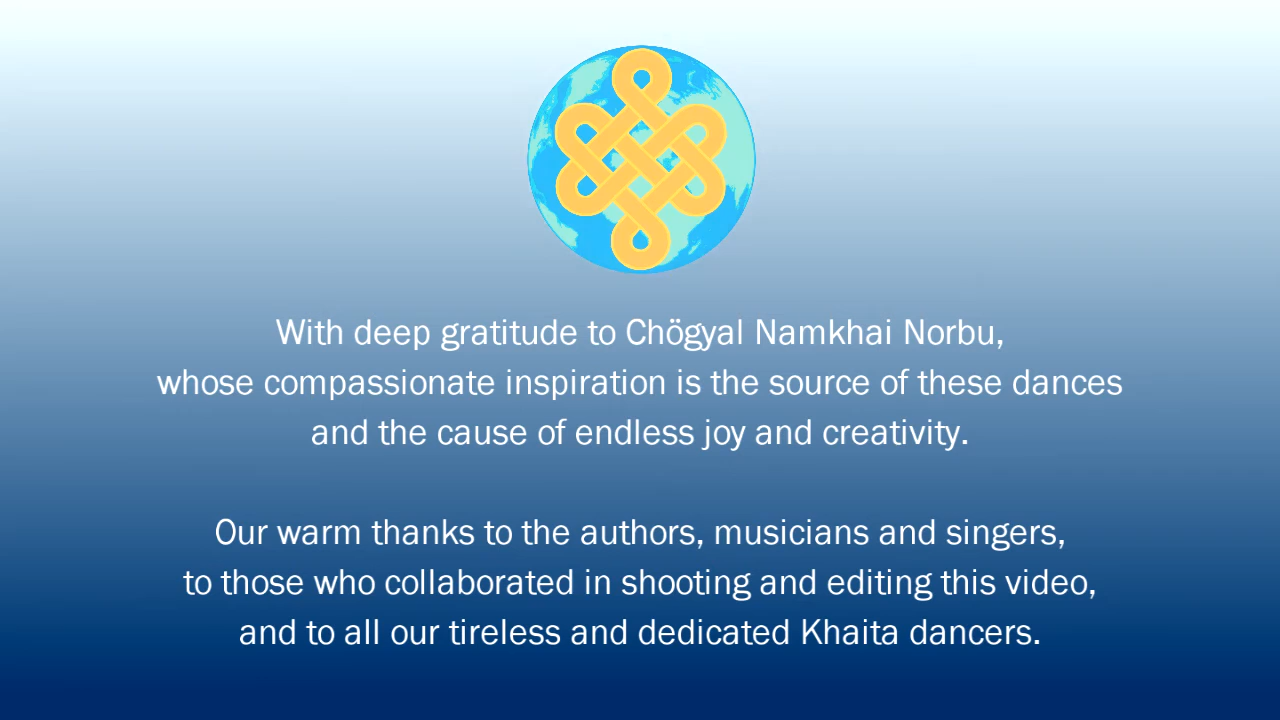 With deep gratitude to Chögyal Namkhai Norbu,
whose compassionate inspiration is the source of these dances
and the cause of endless joy and creativity.
Our warm thanks to the authors, musicians and singers,
to those who collaborated in shooting and editing this video,
and to all our tireless and dedicated Khaita dancers.